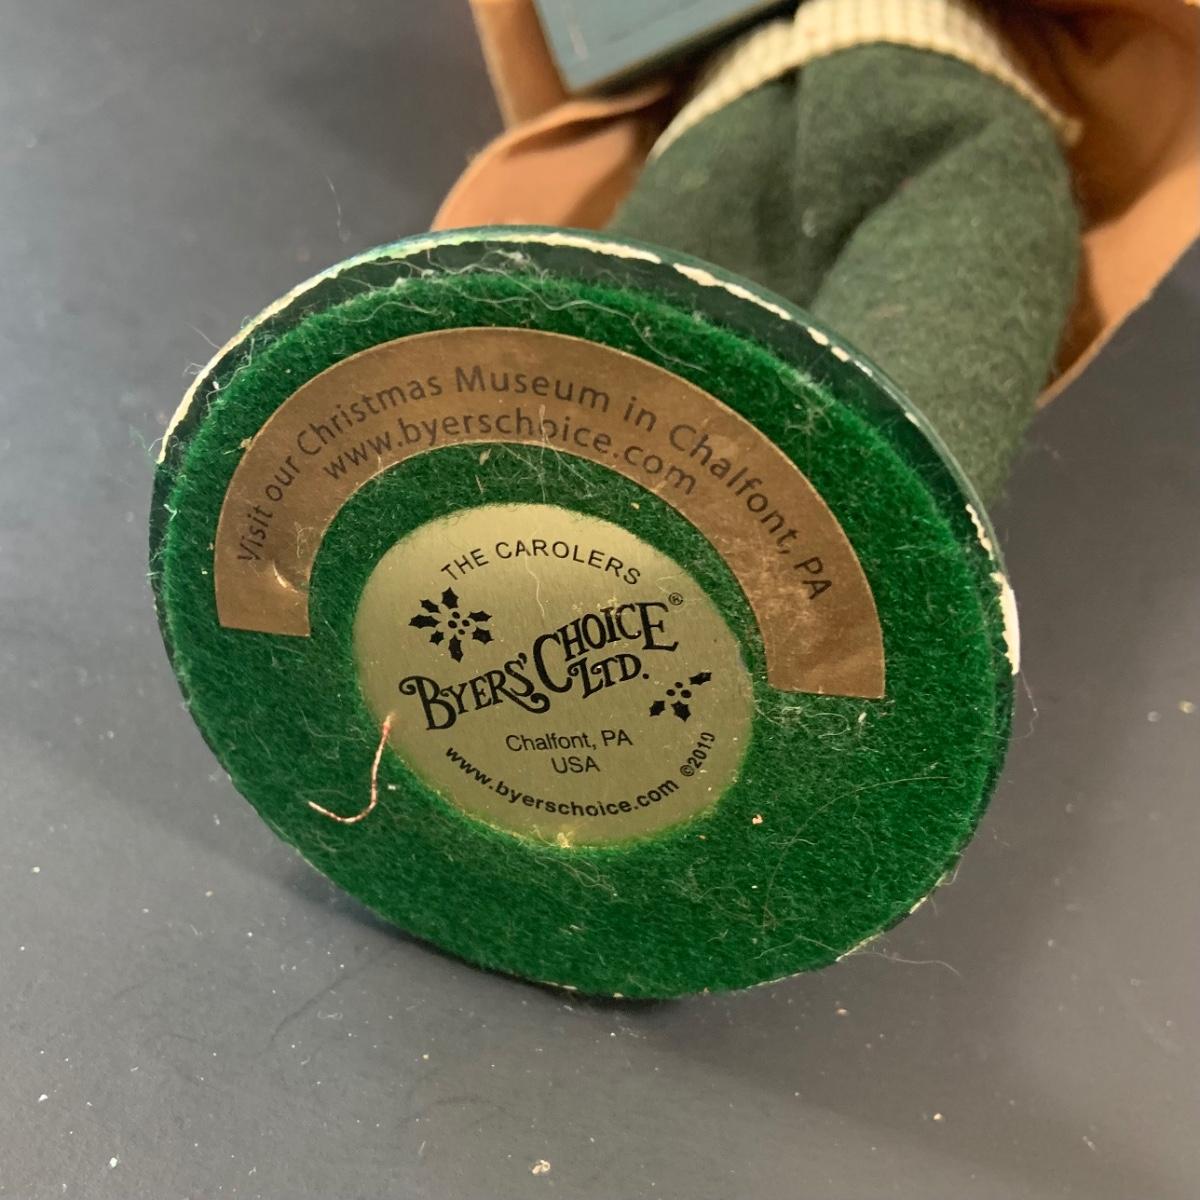 Visit our Christmas Museum in Chalfont, PA
www.byerschoice.com
THE CAROLERS
BYERS' CHOICE ®
LTD.
Chalfont, PA
USA
www.byerschoice.com ©2010